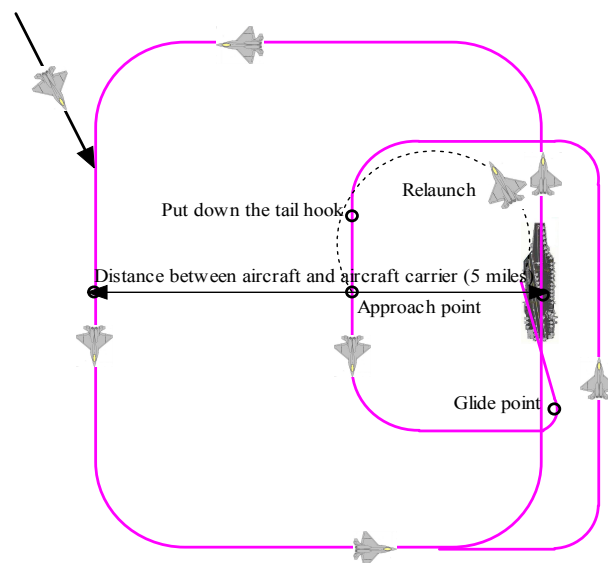 Relaunch
Put down the tail hook
Distance between aircraft and aircraft carrier (5 miles)
Approach point
Glide point